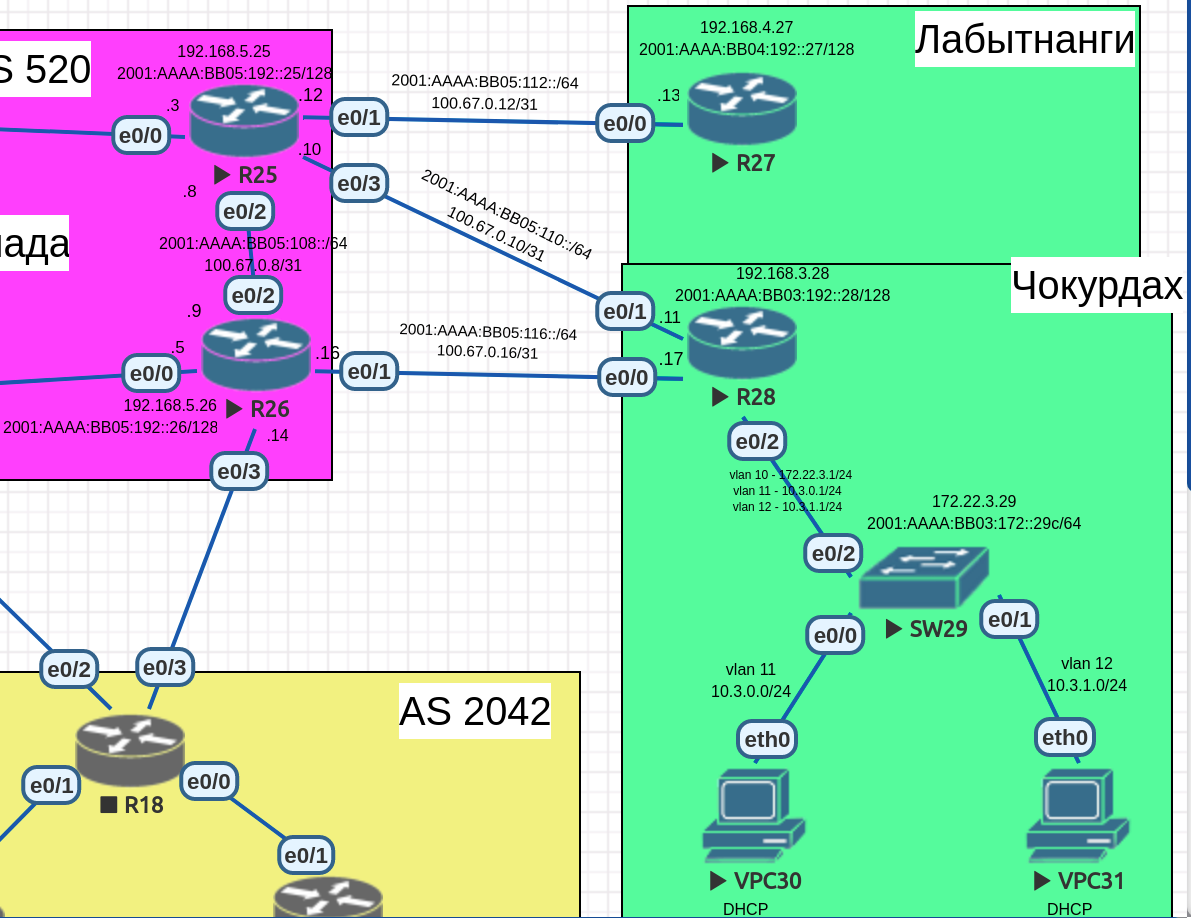 S 520
192.168.5.25
2001:AAAA:BB05:192::25/128
.3
.12
e0/0
R25
.10
e0/1
2001:AAAA:BB05:112::/64
100.67.0.12/31
e0/0
.13
192.168.4.27
2001:AAAA:BB04:192::27/128
R27
Лабытнанги
e0/3
2001:AAAA:BB05:110::/64
100.67.0.10/31
e0/1
.11
.8
e0/2
ада
2001:AAAA:BB05:108::/64
100.67.0.8/31
e0/2
.9
.5
e0/0
.16
e0/1
192.168.5.26
2001:AAAA:BB05:192::26/128
R26
.14
e0/3
2001:AAAA:BB05:116::/64
100.67.0.16/31
e0/0
.17
192.168.3.28
2001:AAAA:BB03:192::28/128
Чокурдах
R28
e0/2
vlan 10 - 172.22.3.1/24
vlan 11 - 10.3.0.1/24
vlan 12 - 10.3.1.1/24
172.22.3.29
2001:AAAA:BB03:172::29c/64
e0/2
SW29
e0/0
e0/1
vlan 11
10.3.0.0/24
vlan 12
10.3.1.0/24
eth0
eth0
VPC30
DHCP
VPC31
DHCP
e0/2
e0/3
AS 2042
e0/1
e0/0
R18
e0/1